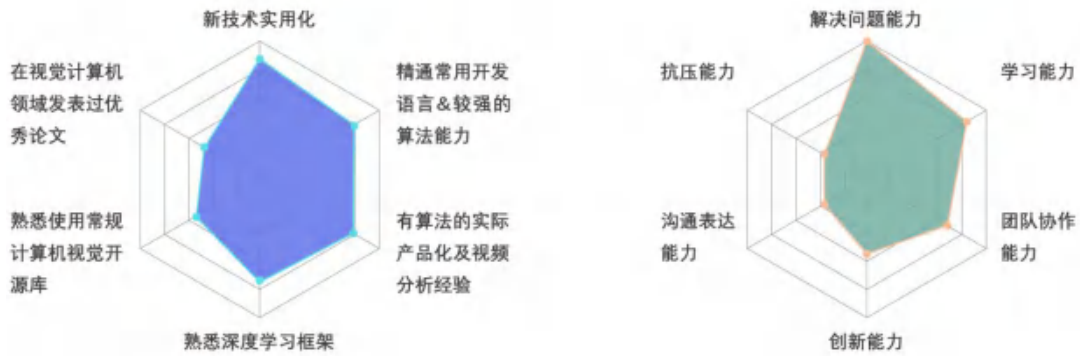 新技术实用化
在视觉计算机
领域发表过优
秀论文
精通常用开发
语言&较强的
算法能力
熟悉使用常规
计算机视觉开
源库
有算法的实际
产品化及视频
分析经验
熟悉深度学习框架
解决问题能力
抗压能力
学习能力
沟通表达
能力
团队协作
能力
创新能力